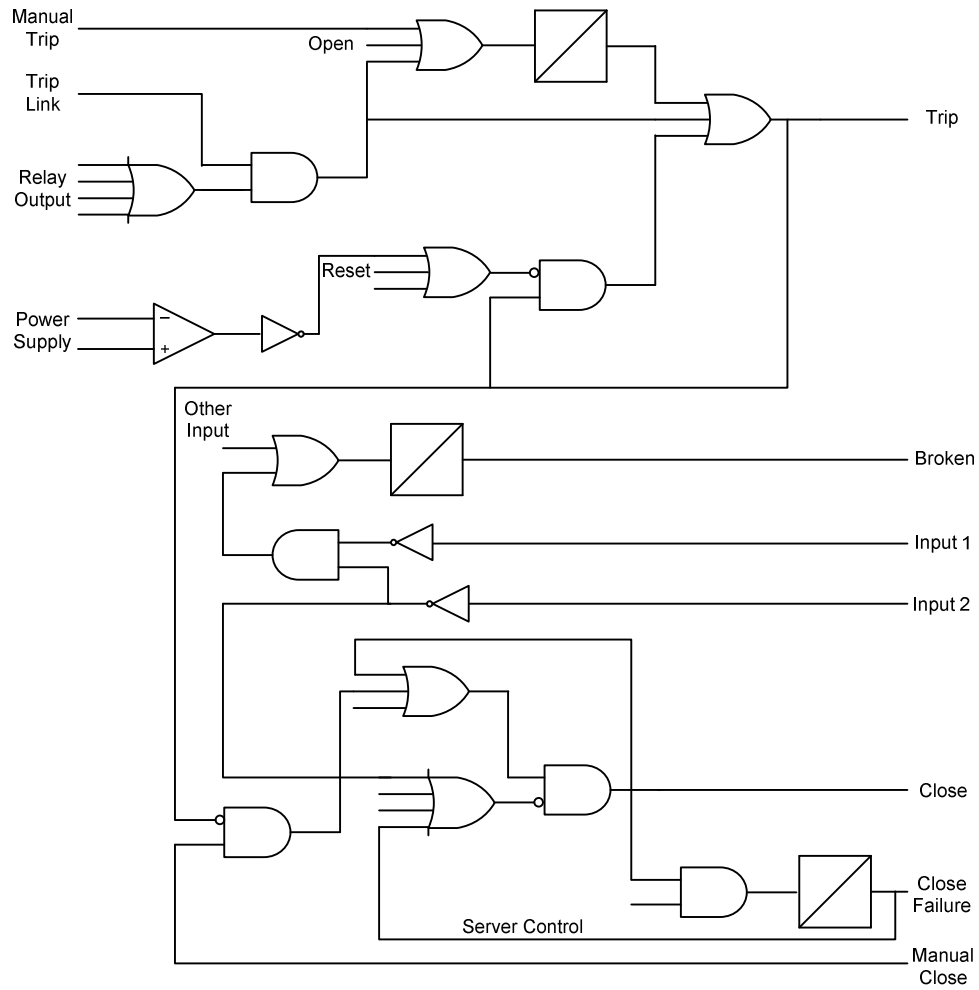 Manual
Trip
Open
Trip
Link
Trip
Relay
Output
Reset
Power
Supply
−
+
Other
Input
Broken
Input 1
Input 2
Close
Close
Failure
Server Control
Manual
Close